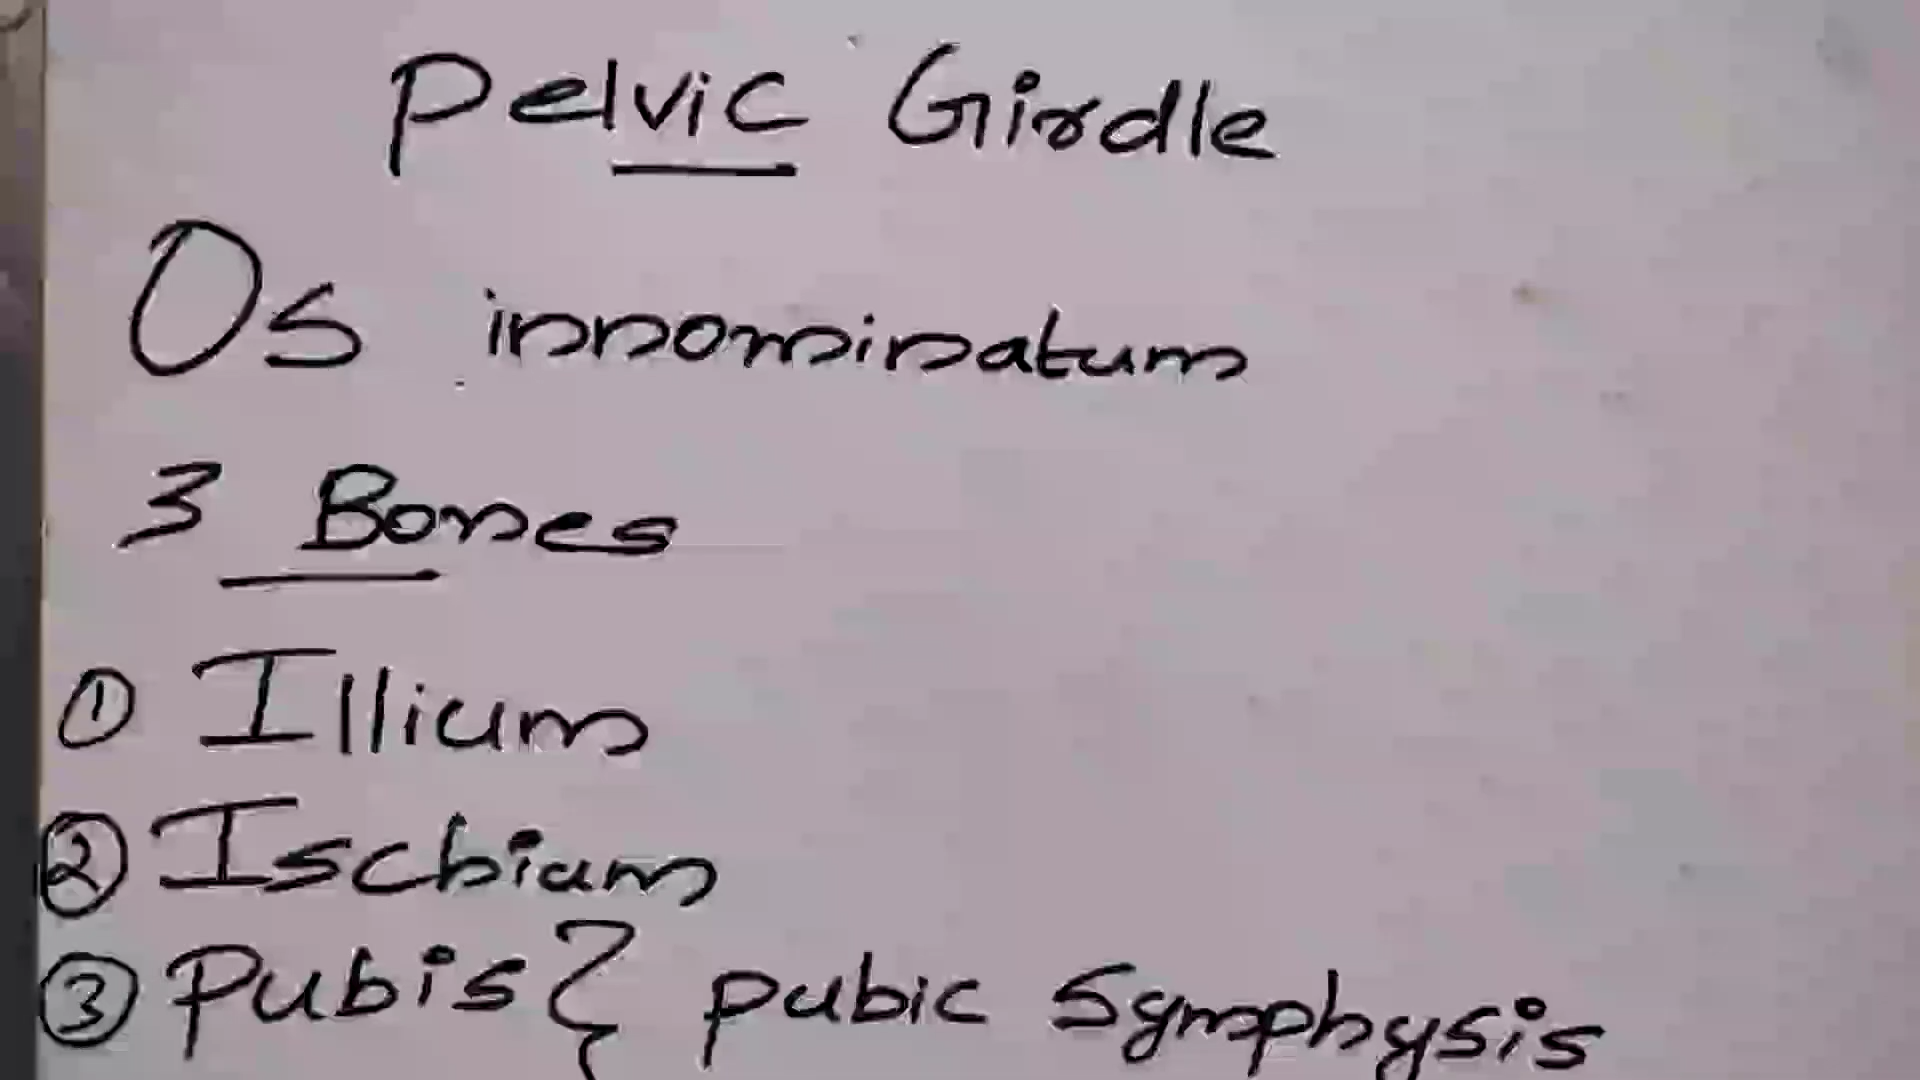 Pelvic Girdle
Os innominatum
3 Bones
① Illium
② Ischium
③ Pubis } pubic Symphysis